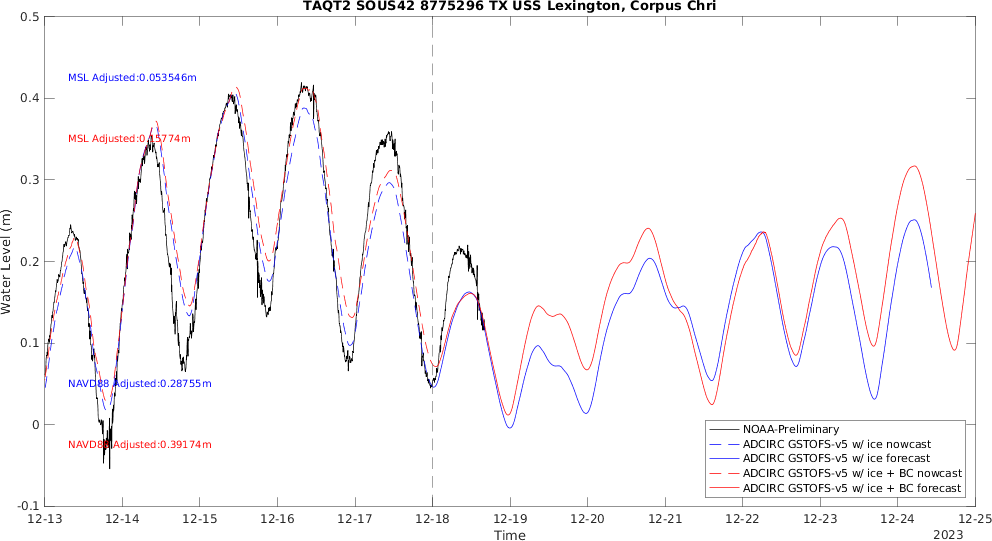 TAQT2 SOUS42 8775296 TX USS Lexington, Corpus Chri
0.5
0.4
0.3
0.2
0.1
0
-0.1
Water Level (m)
MSL Adjusted:0.053546m
MSL Adjusted:0.15774m
NAVD88 Adjusted:0.28755m
NAVD88 Adjusted:0.39174m
NOAA-Preliminary
ADCIRC GSTOFS-v5 w/ ice nowcast
ADCIRC GSTOFS-v5 w/ ice forecast
ADCIRC GSTOFS-v5 w/ ice + BC nowcast
ADCIRC GSTOFS-v5 w/ ice + BC forecast
12-13 12-14 12-15 12-16 12-17 12-18 12-19 12-20 12-21 12-22 12-23 12-24 12-25
Time
2023